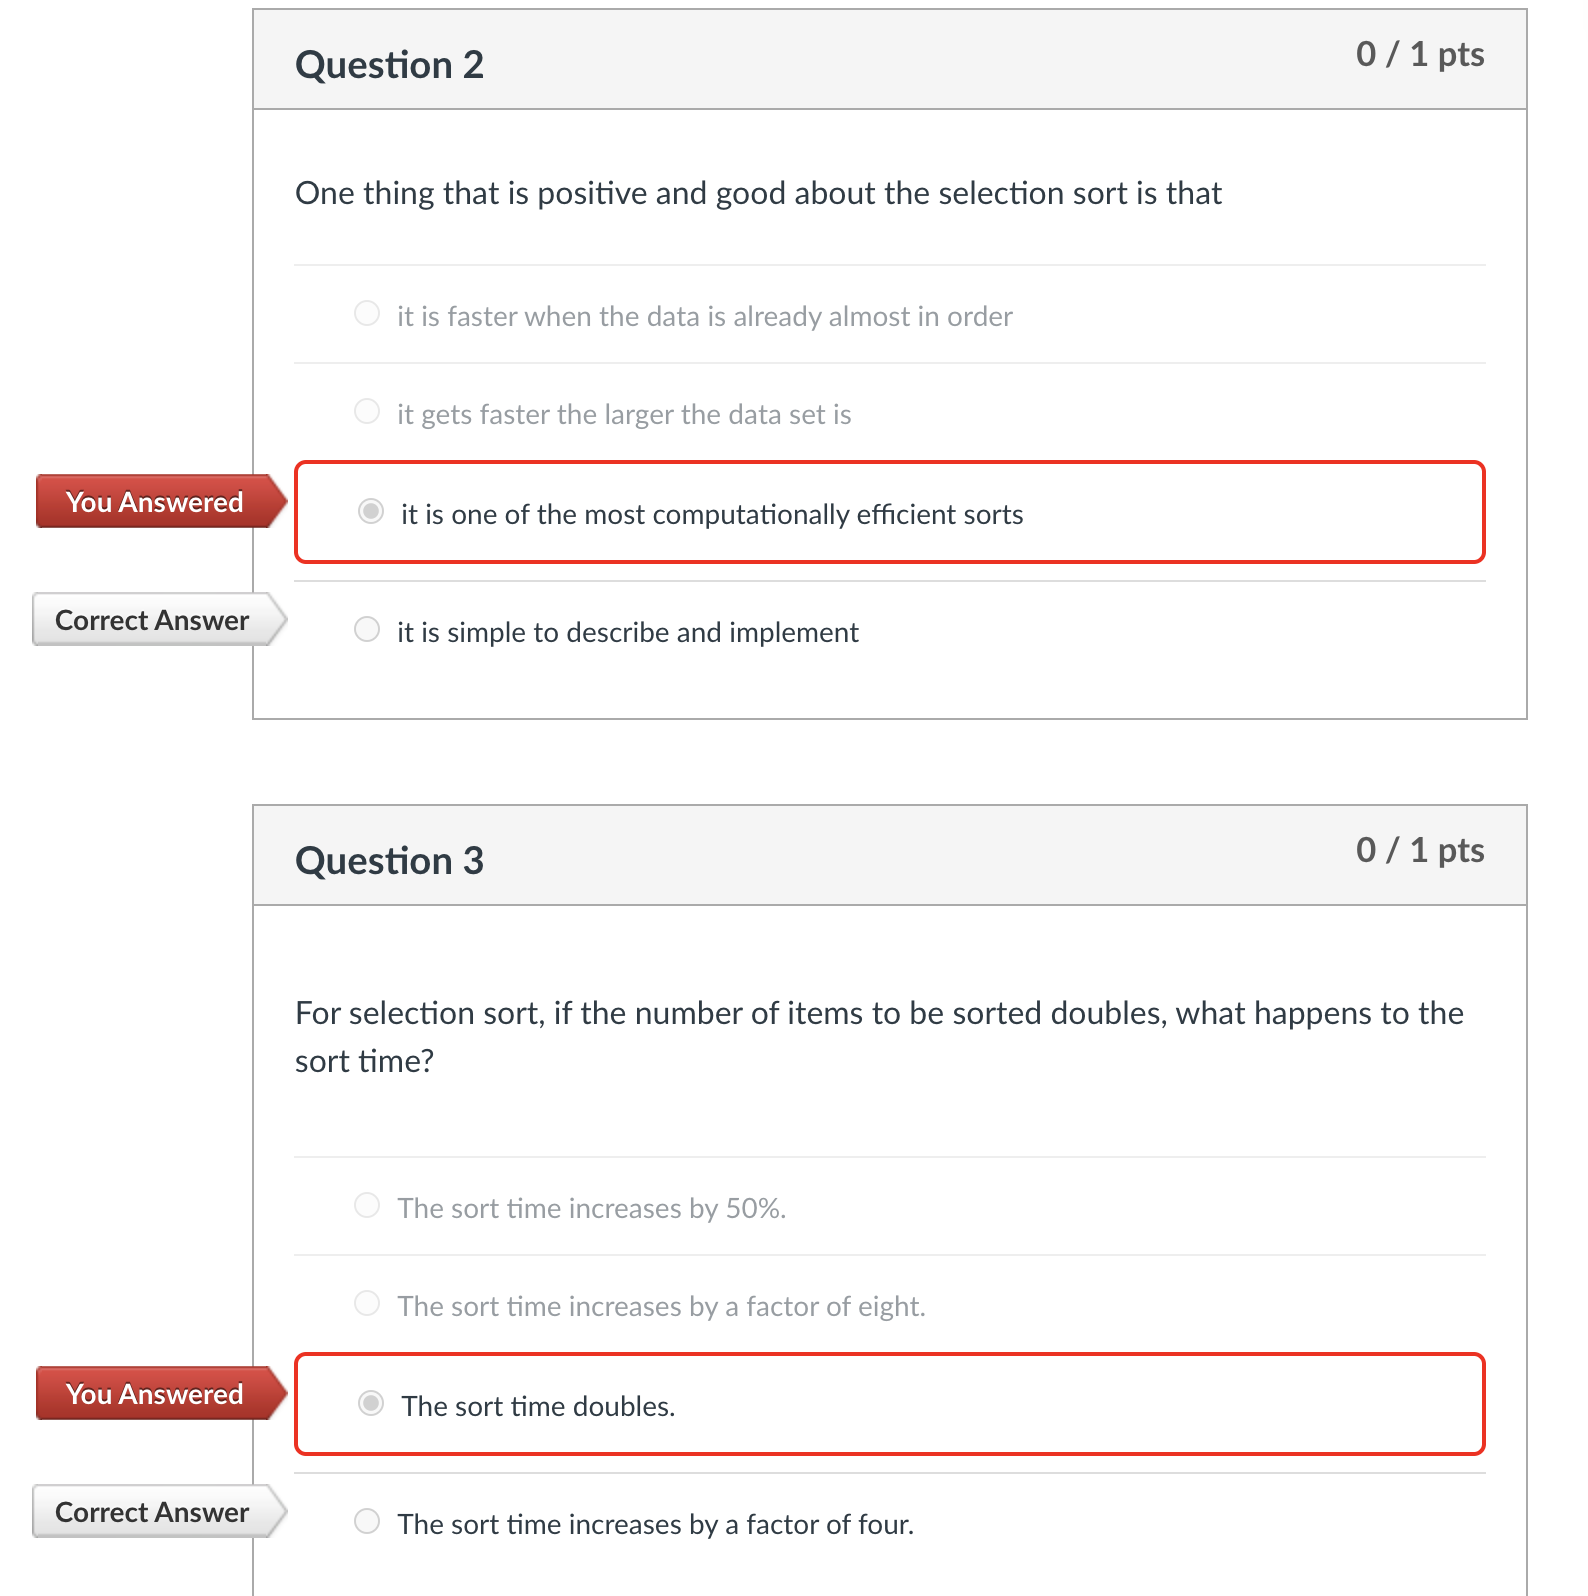 Question 2
0 / 1 pts
One thing that is positive and good about the selection sort is that
it is faster when the data is already almost in order
it gets faster the larger the data set is
You Answered
it is one of the most computationally efficient sorts
Correct Answer
it is simple to describe and implement
Question 3
0 / 1 pts
For selection sort, if the number of items to be sorted doubles, what happens to the
sort time?
The sort time increases by 50%.
The sort time increases by a factor of eight.
You Answered
The sort time doubles.
Correct Answer
The sort time increases by a factor of four.